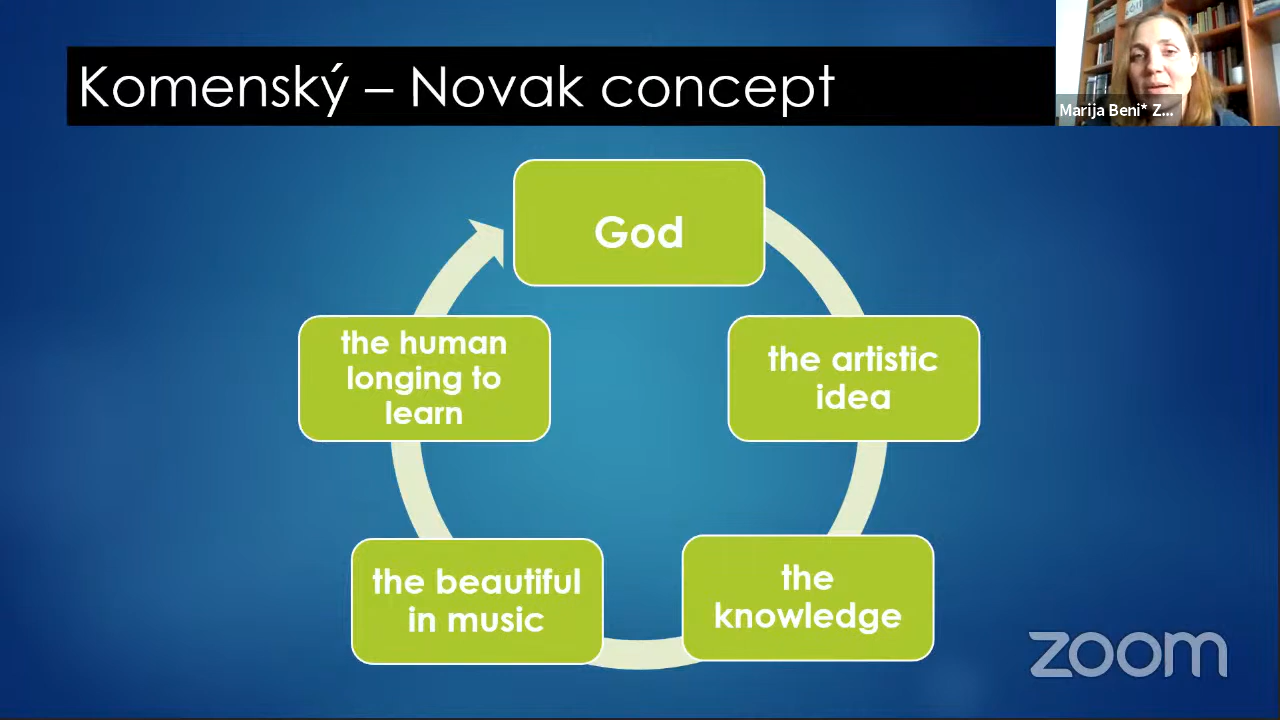 Komenský – Novak concept
Marija Beni* Z...
God
the artistic
idea
the
knowledge
the beautiful
in music
the human
longing to
learn
zoom